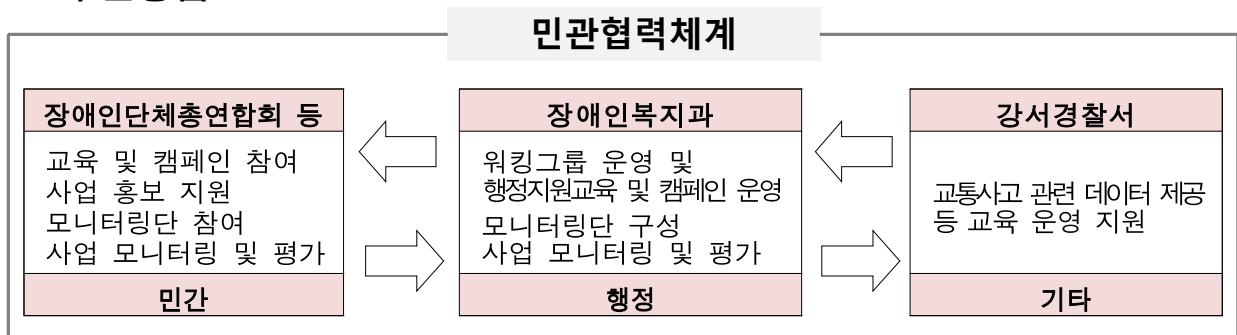 민관협력체계
장애인단체총연합회 등
교육 및 캠페인 참여
사업 홍보 지원
모니터링단 참여
사업 모니터링 및 평가
민간
장애인복지과
워킹그룹 운영 및
행정지원교육 및 캠페인 운영
모니터링단 구성
사업 모니터링 및 평가
행정
강서경찰서
교통사고 관련 데이터 제공
등 교육 운영 지원
기타